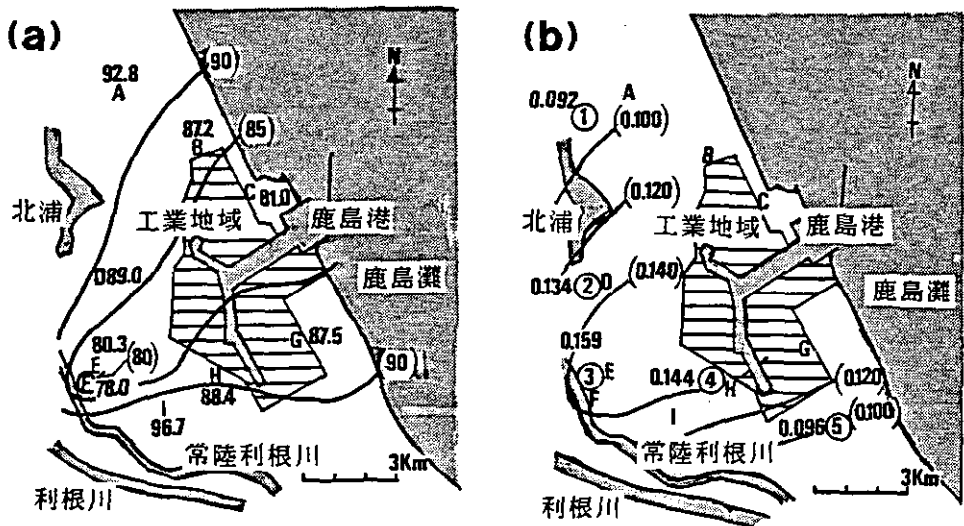 (a)
92.8
A
(90)
N
87.2
B
(85)
C
81.0
北浦
工業地域
鹿島港
D89.0
鹿島灘
80.3
E
(80)
F
78.0
G 87.5
H
88.4
(90)
I
96.7
常陸利根川
3Km
利根川
(b)
A
N
0.092 ①
(0.100)
B
(0.120)
C
北浦
工業地域
鹿島港
0.134 ② D
(0.140)
鹿島灘
0.159
③ E
F
G
0.144 ④
H
(0.120)
I
0.096 ⑤
(0.100)
常陸利根川
3Km
利根川